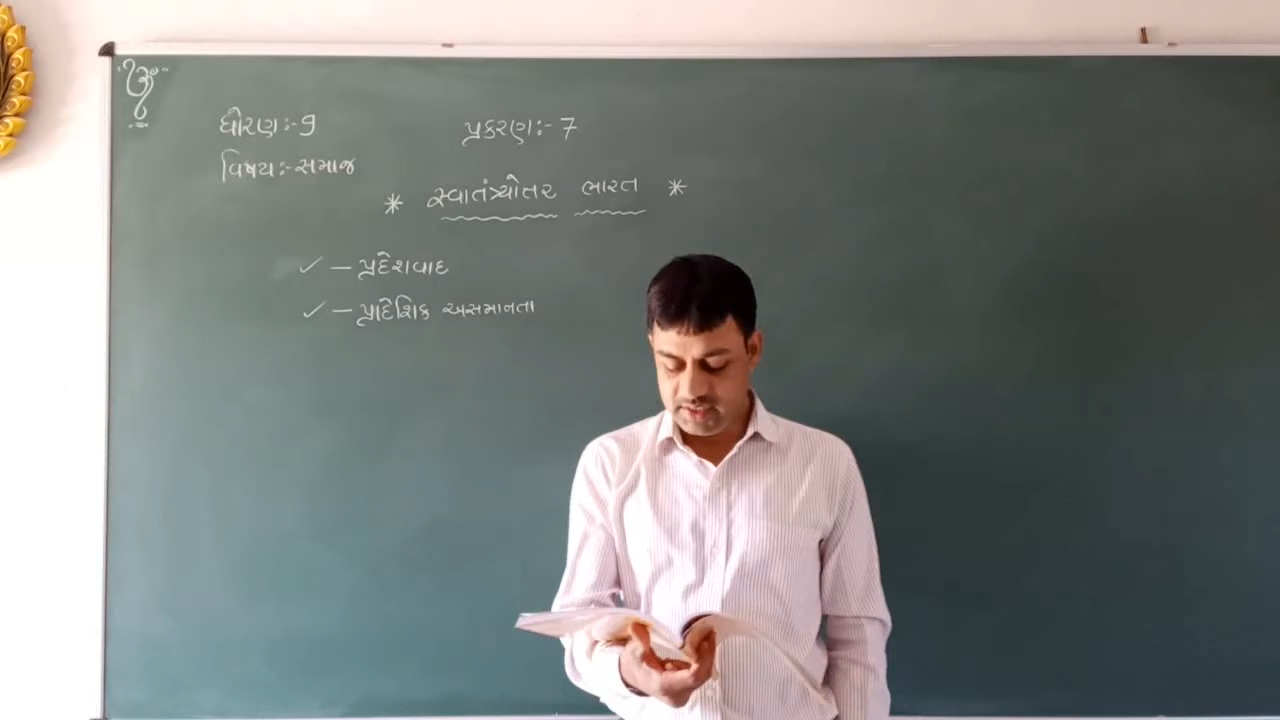 ૐ
ધોરણ:-9
પ્રકરણ:- 7
વિષય:-સમાજ
* સ્વાતંત્ર્યોતર ભારત *
✓ – પ્રદેશવાદ
✓ – પ્રાદેશિક અસમાનતા